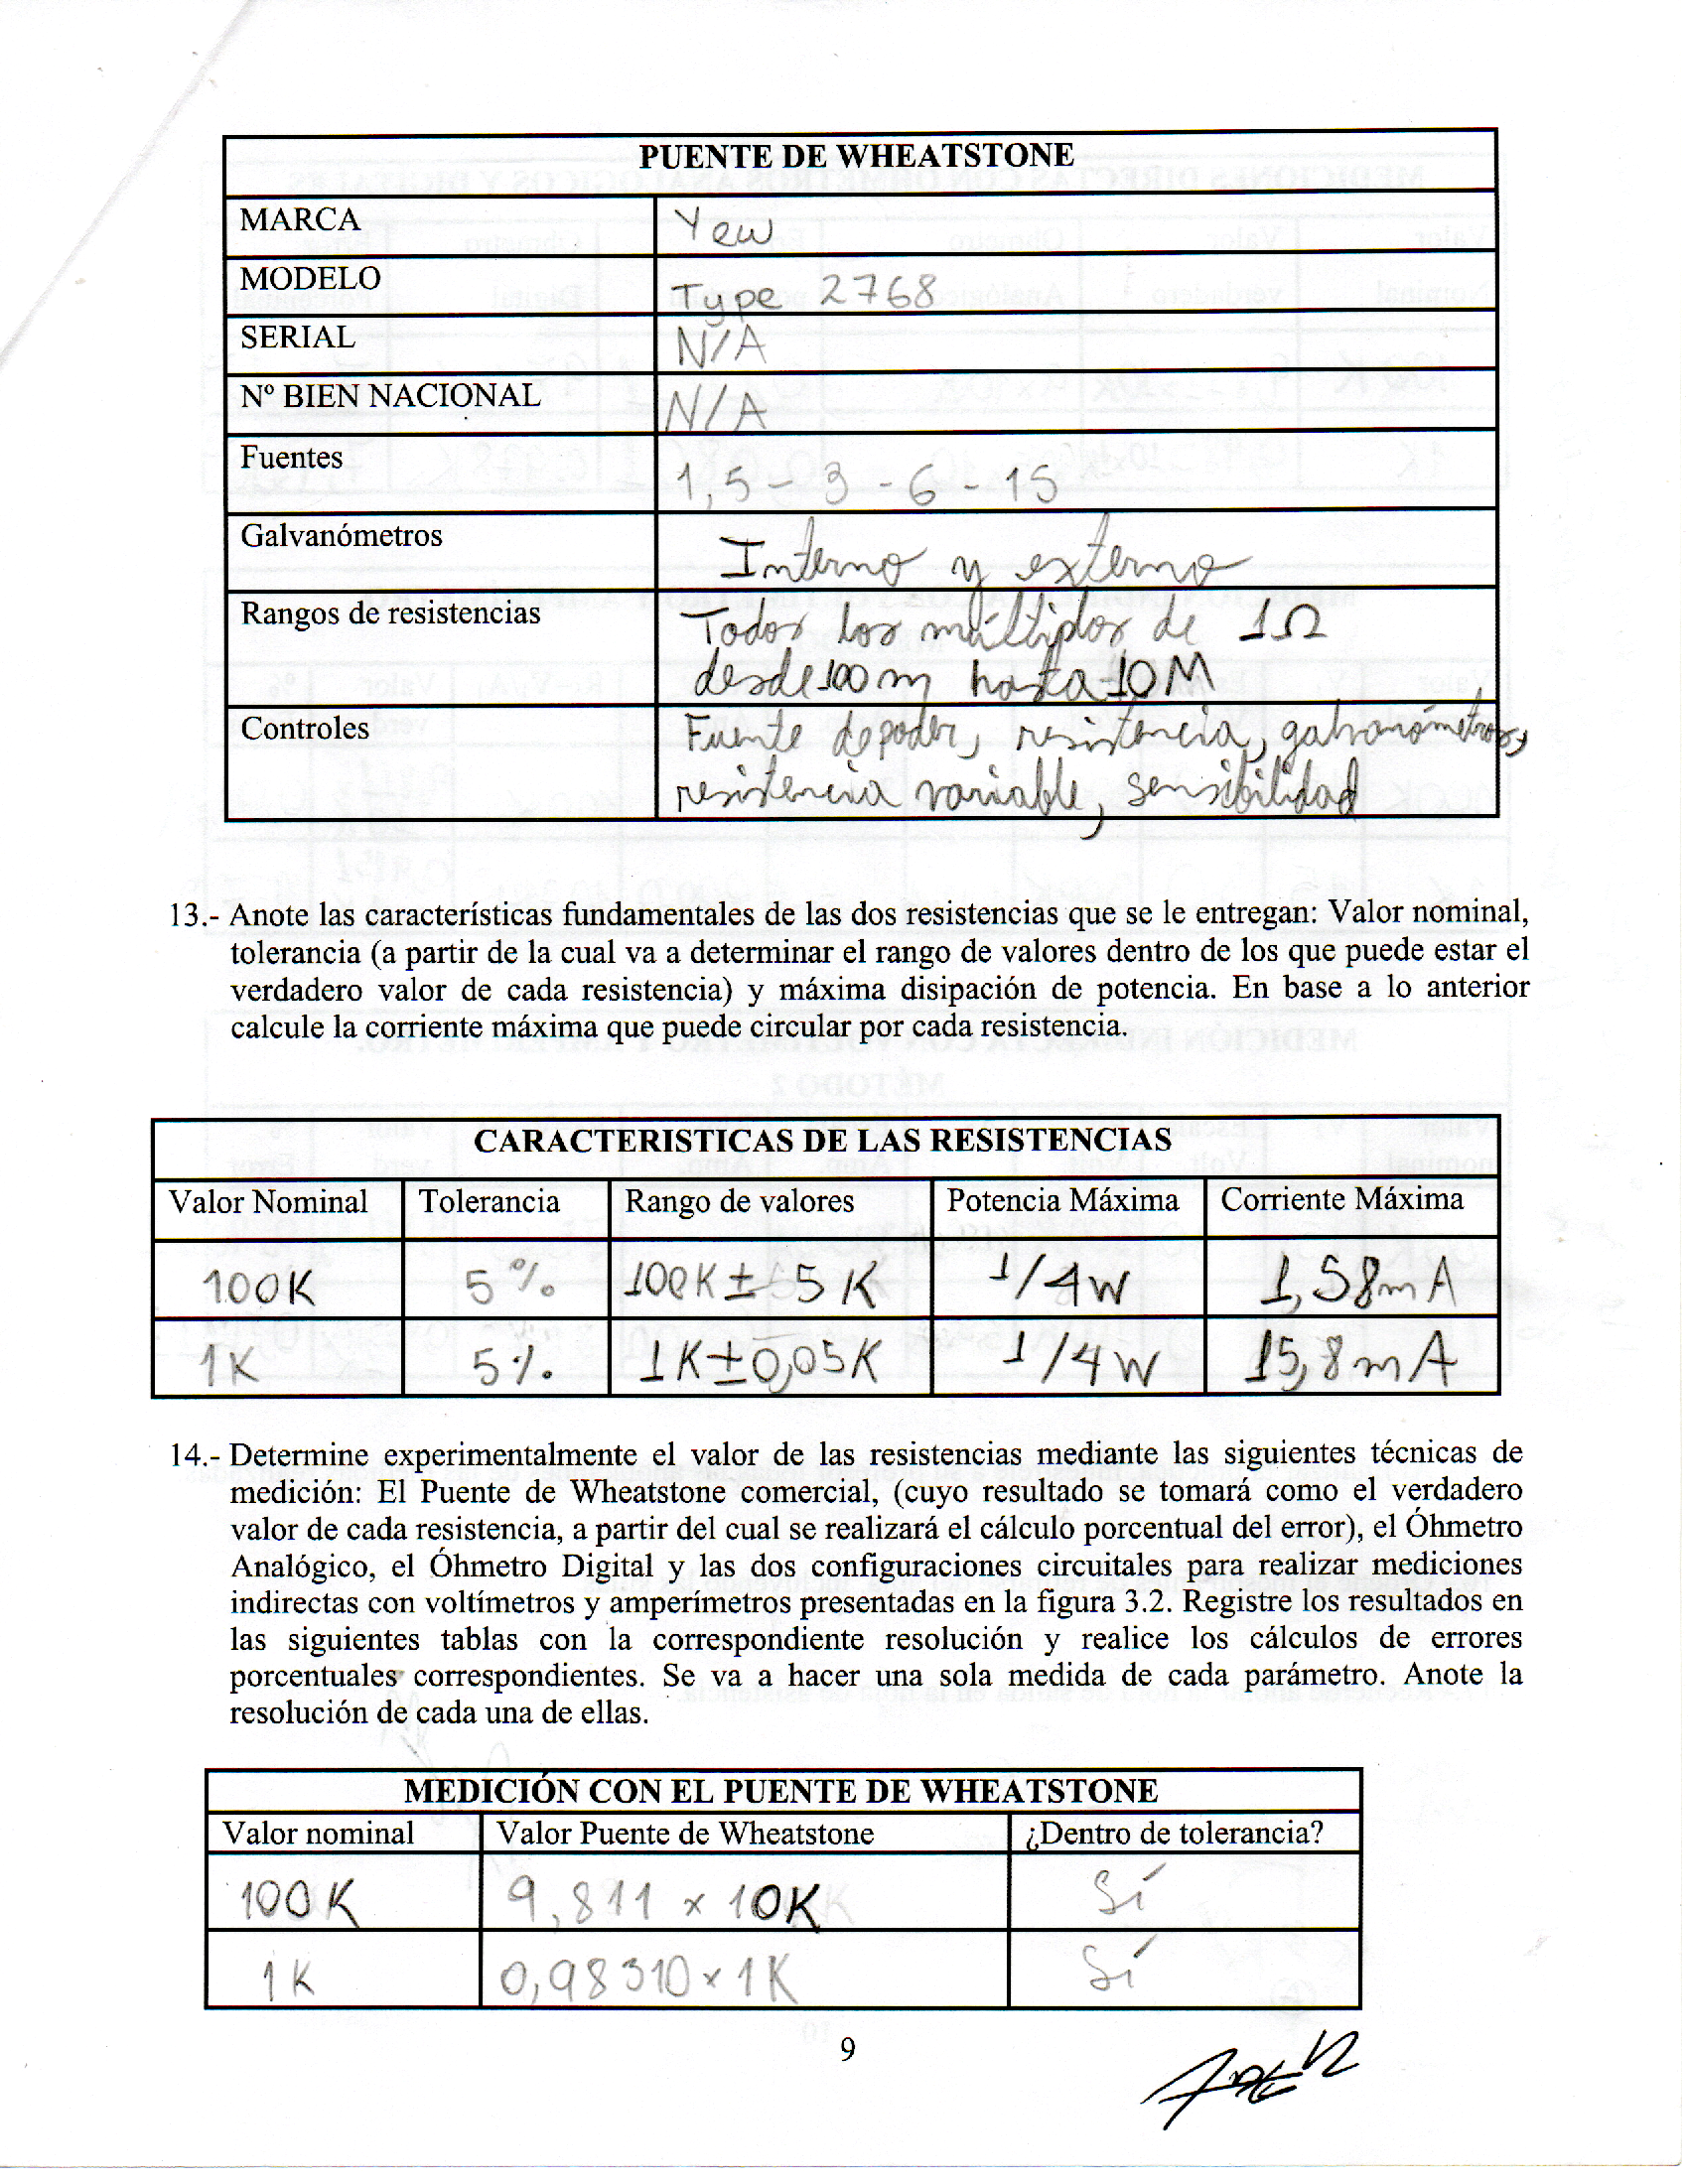 PUENTE DE WHEATSTONE
MARCA Yew
MODELO Type 2768
SERIAL N/A
Nº BIEN NACIONAL N/A
Fuentes 1,5 - 3 - 6 - 15
Galvanómetros Interno y externo
Rangos de resistencias Todos los múltiplos de 1Ω
desde 100m hasta 10M
Controles Fuente de poder, resistencia, galvanómetros,
resistencia variable, sensibilidad
13.- Anote las características fundamentales de las dos resistencias que se le entregan: Valor nominal,
tolerancia (a partir de la cual va a determinar el rango de valores dentro de los que puede estar el
verdadero valor de cada resistencia) y máxima disipación de potencia. En base a lo anterior
calcule la corriente máxima que puede circular por cada resistencia.
CARACTERISTICAS DE LAS RESISTENCIAS
Valor Nominal Tolerancia Rango de valores Potencia Máxima Corriente Máxima
100K 5% 100K ± 5K 1/4W 1,58mA
1K 5% 1K±0,05K 1/4W 15,8mA
14.- Determine experimentalmente el valor de las resistencias mediante las siguientes técnicas de
medición: El Puente de Wheatstone comercial, (cuyo resultado se tomará como el verdadero
valor de cada resistencia, a partir del cual se realizará el cálculo porcentual del error), el Óhmetro
Analógico, el Óhmetro Digital y las dos configuraciones circuitales para realizar mediciones
indirectas con voltímetros y amperímetros presentadas en la figura 3.2. Registre los resultados en
las siguientes tablas con la correspondiente resolución y realice los cálculos de errores
porcentuales correspondientes. Se va a hacer una sola medida de cada parámetro. Anote la
resolución de cada una de ellas.
MEDICIÓN CON EL PUENTE DE WHEATSTONE
Valor nominal Valor Puente de Wheatstone ¿Dentro de tolerancia?
100K 9,811 x 10K Sí
1K 0,98310 x 1K Sí
9